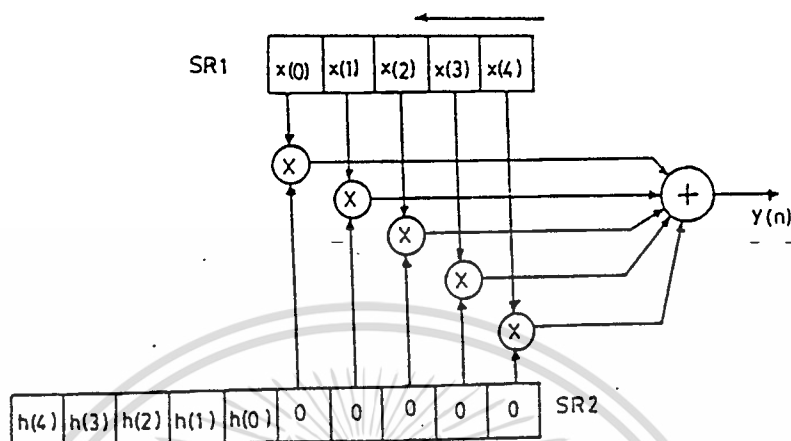 SR1 x(0) x(1) x(2) x(3) x(4)
X
X
X
X
X
+
Y(n)
h(4) h(3) h(2) h(1) h(0) 0 0 0 0 0 SR2